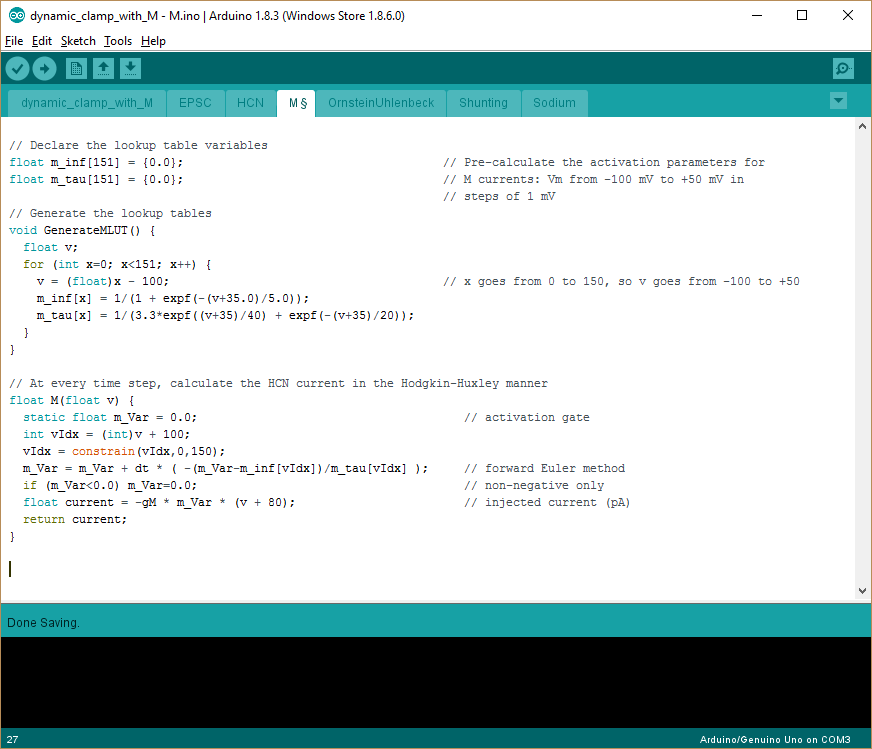 dynamic_clamp_with_M - M.ino | Arduino 1.8.3 (Windows Store 1.8.6.0)
File Edit Sketch Tools Help
dynamic_clamp_with_M EPSC HCN M § OrnsteinUhlenbeck Shunting Sodium
// Declare the lookup table variables
float m_inf[151] = {0.0}; // Pre-calculate the activation parameters for
float m_tau[151] = {0.0}; // M currents: Vm from -100 mV to +50 mV in
// steps of 1 mV
// Generate the lookup tables
void GenerateMLUT() {
float v;
for (int x=0; x<151; x++) {
v = (float)x - 100; // x goes from 0 to 150, so v goes from -100 to +50
m_inf[x] = 1/(1 + expf(-(v+35.0)/5.0));
m_tau[x] = 1/(3.3*expf((v+35)/40) + expf(-(v+35)/20));
}
}
// At every time step, calculate the HCN current in the Hodgkin-Huxley manner
float M(float v) {
static float m_Var = 0.0; // activation gate
int vIdx = (int)v + 100;
vIdx = constrain(vIdx,0,150);
m_Var = m_Var + dt * ( -(m_Var-m_inf[vIdx])/m_tau[vIdx] ); // forward Euler method
if (m_Var<0.0) m_Var=0.0; // non-negative only
float current = -gM * m_Var * (v + 80); // injected current (pA)
return current;
}
Done Saving.
27 Arduino/Genuino Uno on COM3